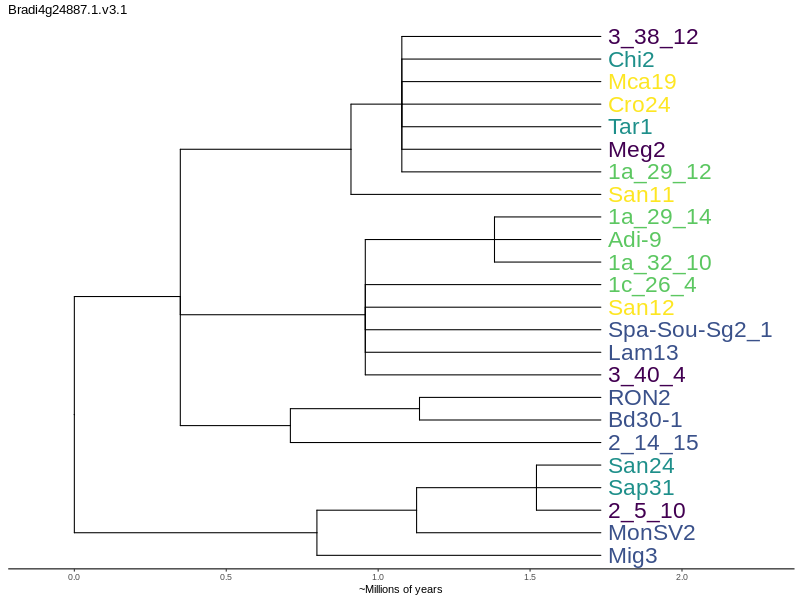 Bradi4g24887.1.v3.1
3_38_12
Chi2
Mca19
Cro24
Tar1
Meg2
1a_29_12
San11
1a_29_14
Adi-9
1a_32_10
1c_26_4
San12
Spa-Sou-Sg2_1
Lam13
3_40_4
RON2
Bd30-1
2_14_15
San24
Sap31
2_5_10
MonSV2
Mig3
0.0 0.5 1.0 1.5 2.0
~Millions of years